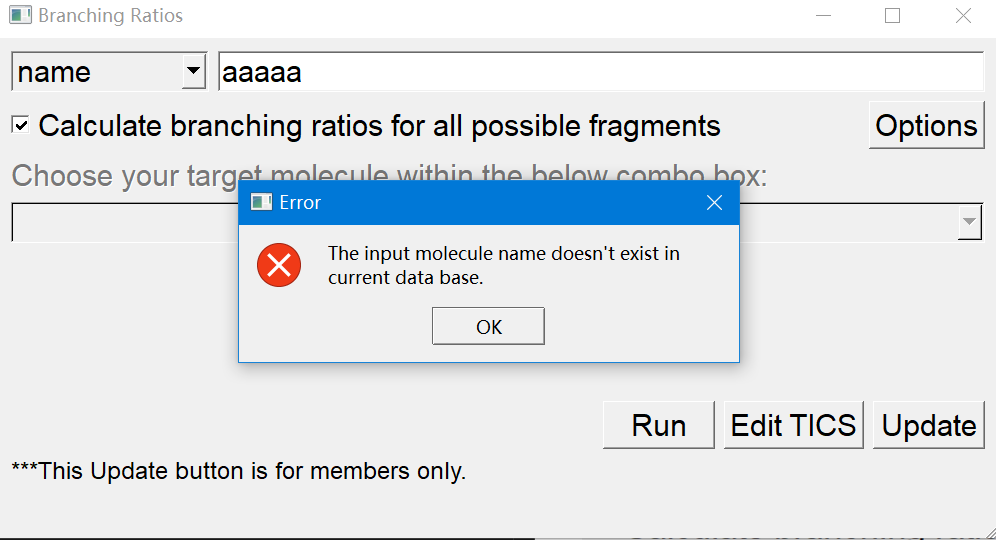 Branching Ratios
name
aaaaa
Calculate branching ratios for all possible fragments
Options
Choose your target molecule within the below combo box:
Error
The input molecule name doesn't exist in
current data base.
OK
Run
Edit TICS
Update
***This Update button is for members only.